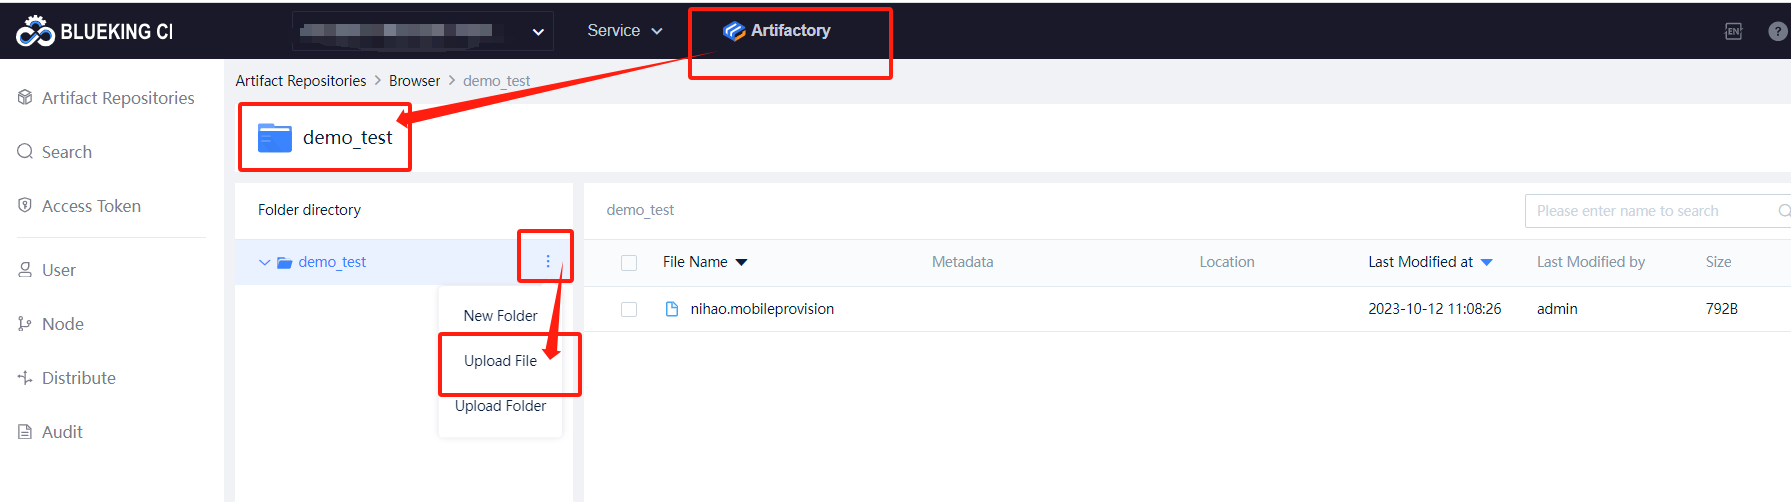 BLUEKING CI
Service
Artifactory
EN
?
Artifact Repositories
Search
Access Token
User
Node
Distribute
Audit
Artifact Repositories > Browser > demo_test
demo_test
Folder directory
demo_test
New Folder
Upload File
Upload Folder
demo_test
Please enter name to search
File Name Metadata Location Last Modified at Last Modified by Size
nihao.mobileprovision 2023-10-12 11:08:26 admin 792B